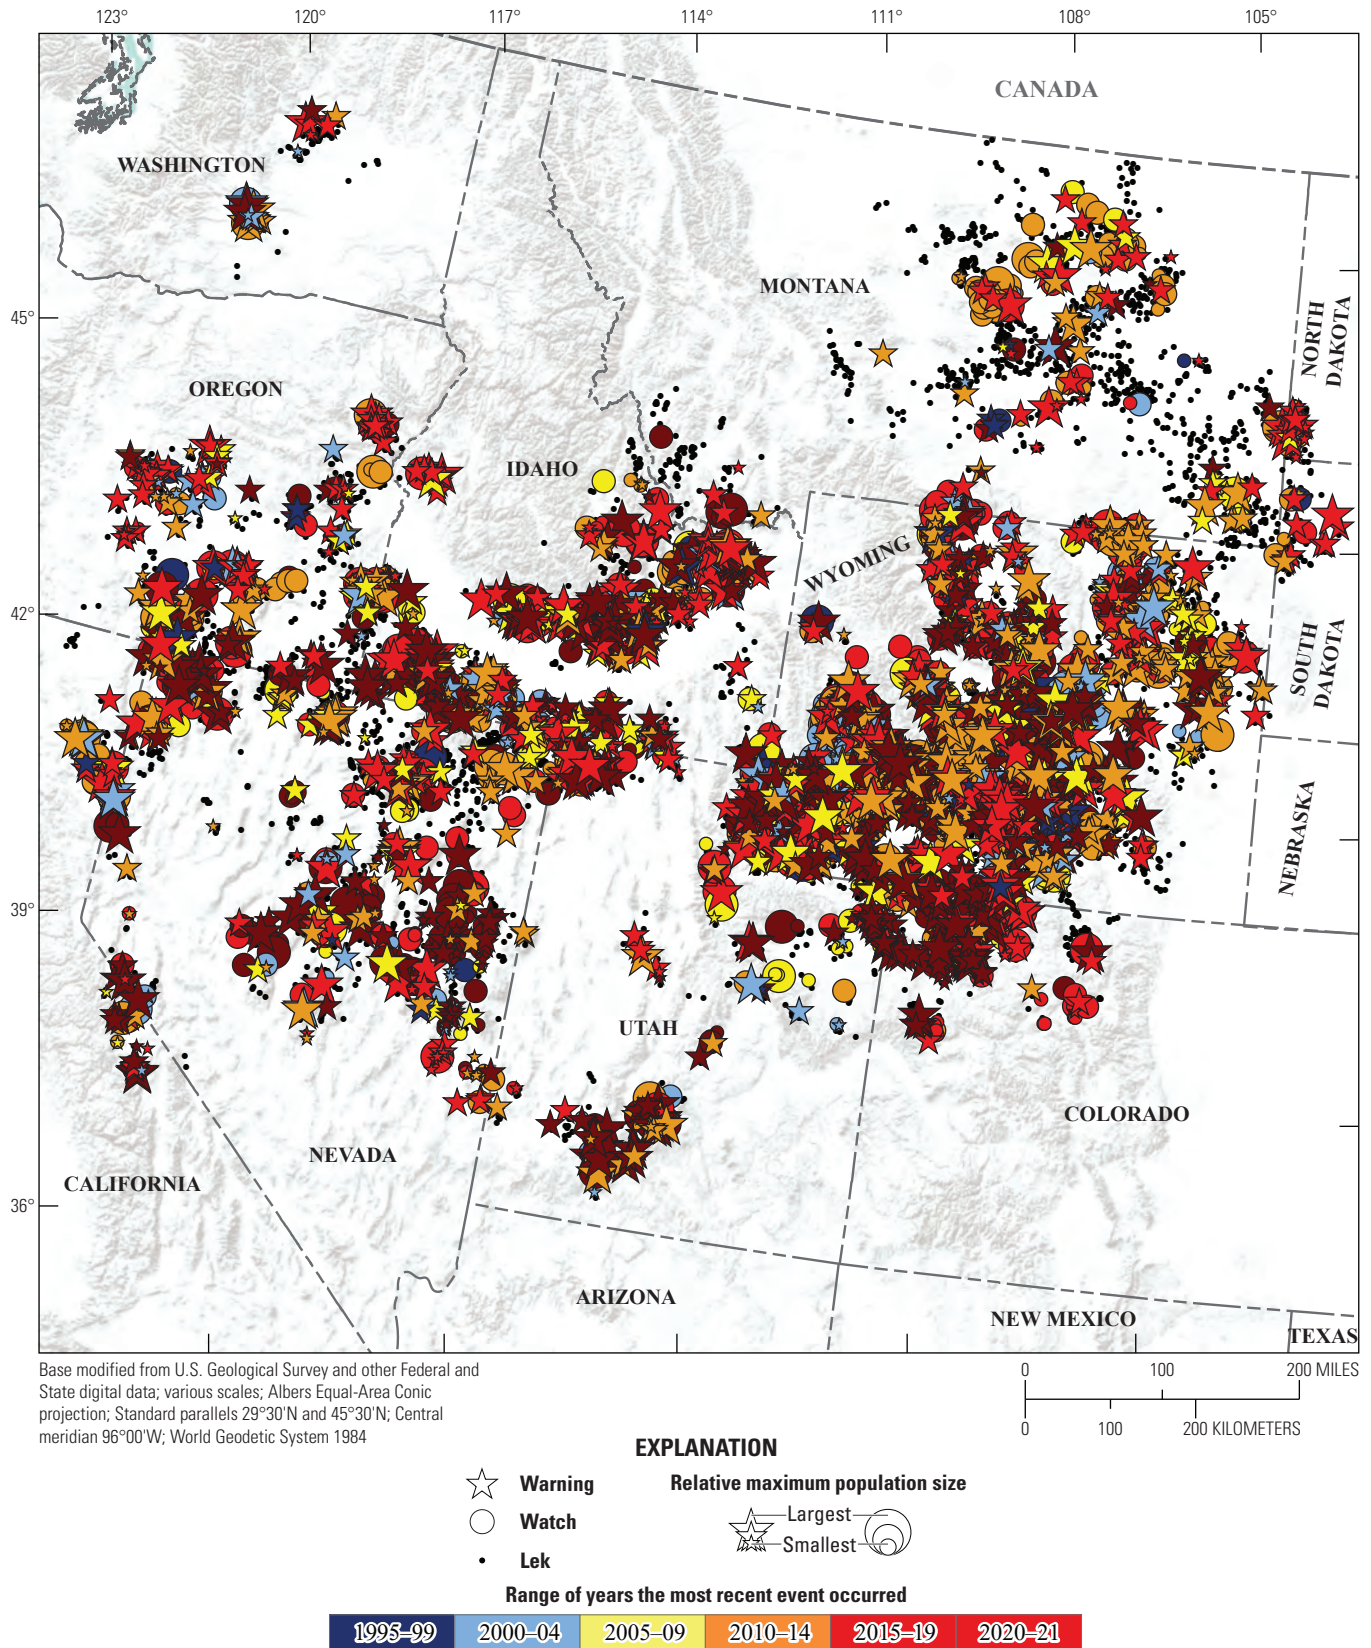 123° 120° 117° 114° 111° 108° 105°
CANADA
WASHINGTON
MONTANA
45°
NORTH
DAKOTA
OREGON
IDAHO
WYOMING
42°
SOUTH
DAKOTA
NEBRASKA
39°
UTAH
COLORADO
NEVADA
CALIFORNIA
36°
ARIZONA
NEW MEXICO
TEXAS
Base modified from U.S. Geological Survey and other Federal and
State digital data; various scales; Albers Equal-Area Conic
projection; Standard parallels 29°30'N and 45°30'N; Central
meridian 96°00'W; World Geodetic System 1984
0 100 200 MILES
0 100 200 KILOMETERS
EXPLANATION
Warning
Watch
Lek
Relative maximum population size
Largest
Smallest
Range of years the most recent event occurred
1995–99 2000–04 2005–09 2010–14 2015–19 2020–21